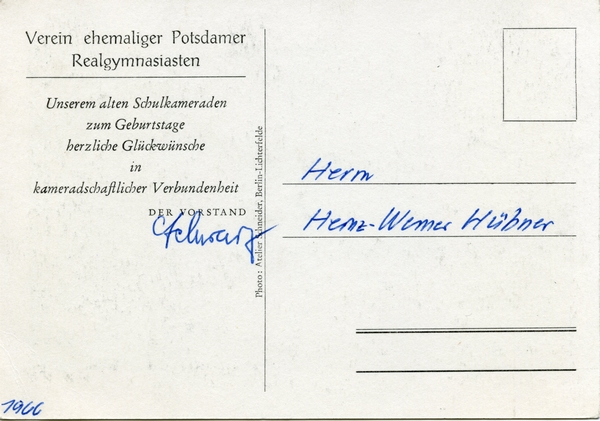 Verein ehemaliger Potsdamer
Realgymnasiasten
Unserem alten Schulkameraden
zum Geburtstage
herzliche Glückwünsche
in
kameradschaftlicher Verbundenheit
DER VORSTAND
Photo: Atelier Schneider, Berlin-Lichterfelde
Herrn
Heinz-Werner Hübner
1966